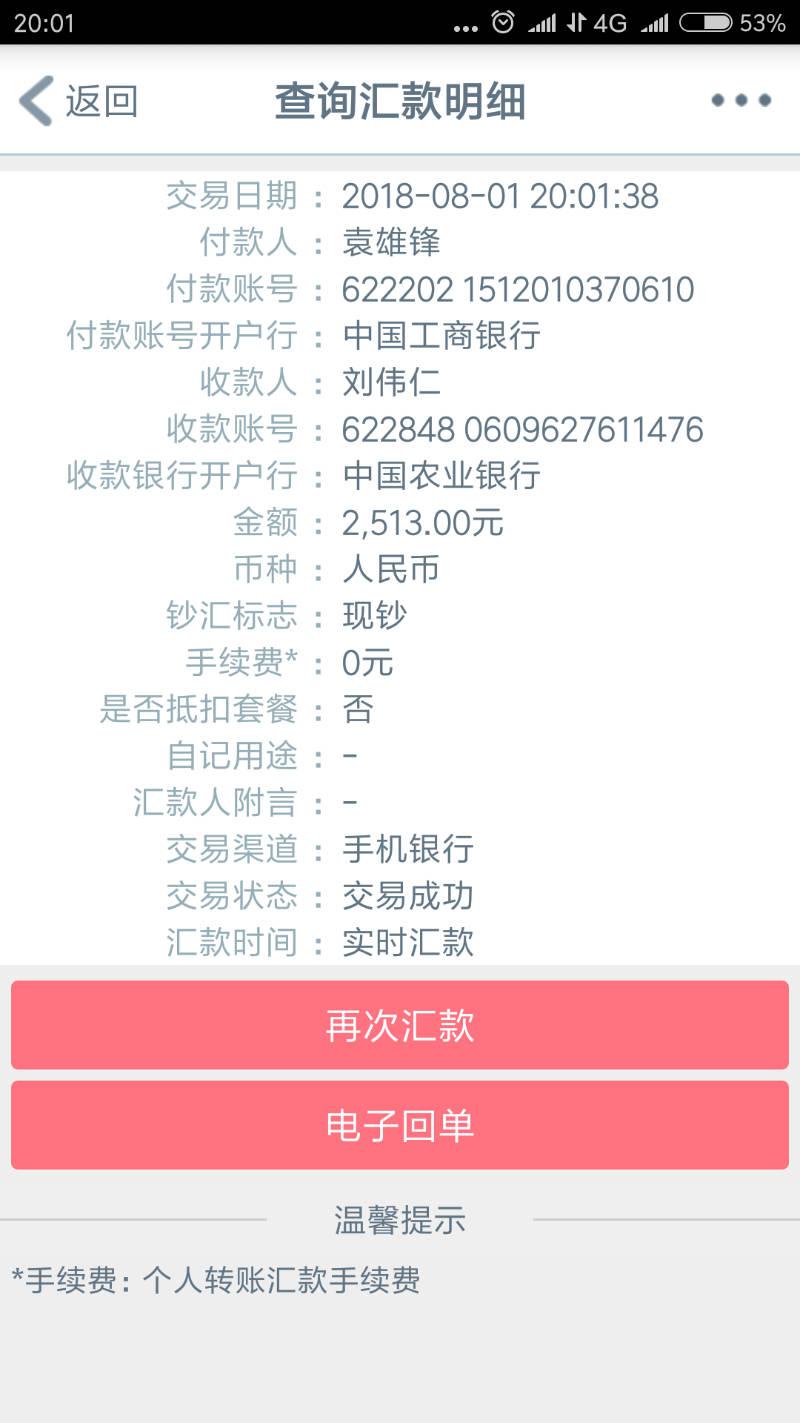 20:01 ... 4G 53%
返回 查询汇款明细
交易日期 : 2018-08-01 20:01:38
付款人 : 袁雄锋
付款账号 : 622202 1512010370610
付款账号开户行 : 中国工商银行
收款人 : 刘伟仁
收款账号 : 622848 0609627611476
收款银行开户行 : 中国农业银行
金额 : 2,513.00元
币种 : 人民币
钞汇标志 : 现钞
手续费* : 0元
是否抵扣套餐 : 否
自记用途 : -
汇款人附言 : -
交易渠道 : 手机银行
交易状态 : 交易成功
汇款时间 : 实时汇款
再次汇款
电子回单
温馨提示
*手续费: 个人转账汇款手续费